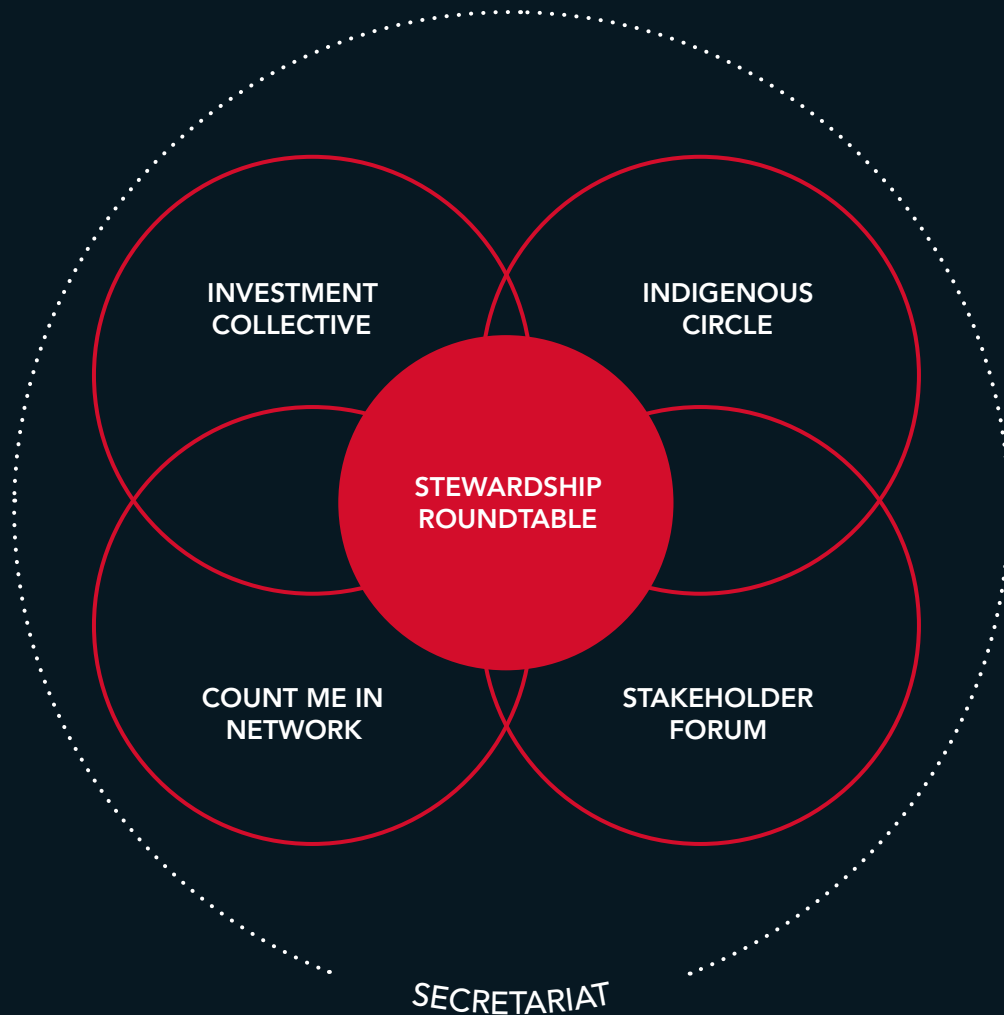 INVESTMENT
COLLECTIVE
INDIGENOUS
CIRCLE
STEWARDSHIP
ROUNDTABLE
COUNT ME IN
NETWORK
STAKEHOLDER
FORUM
SECRETARIAT